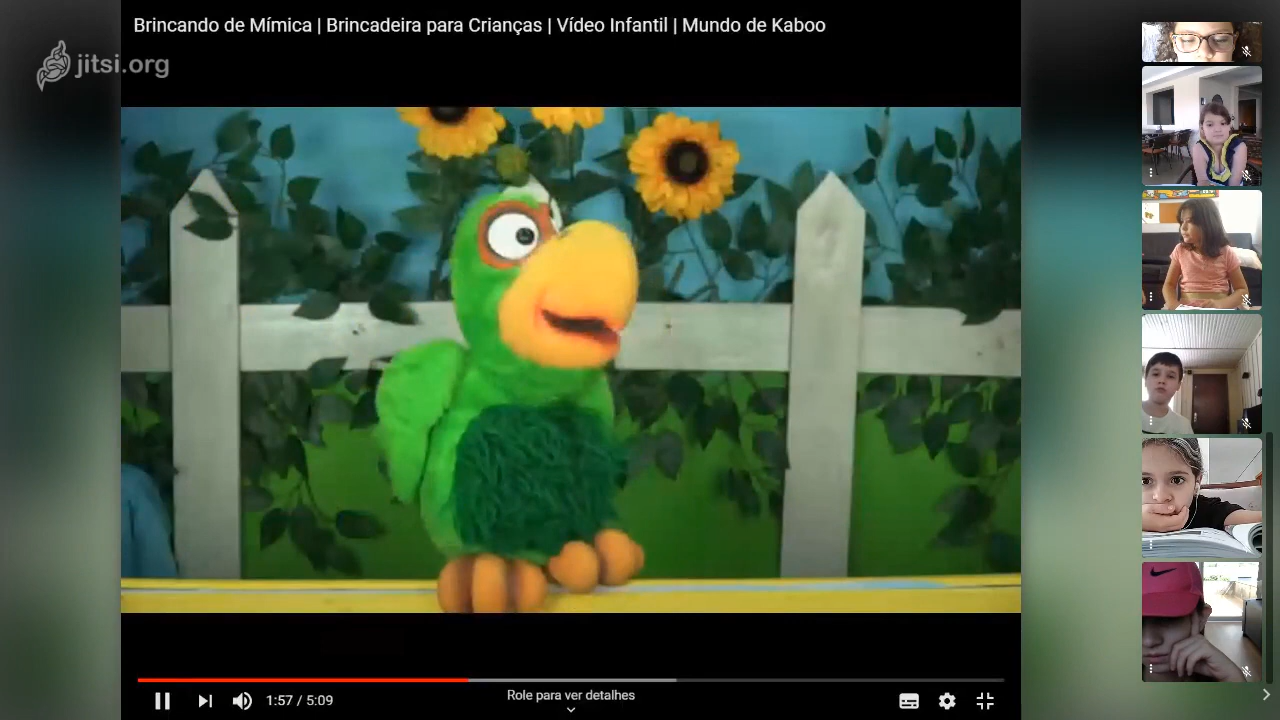 Brincando de Mímica | Brincadeira para Crianças | Vídeo Infantil | Mundo de Kaboo
jitsi.org
1:57 / 5:09
Role para ver detalhes